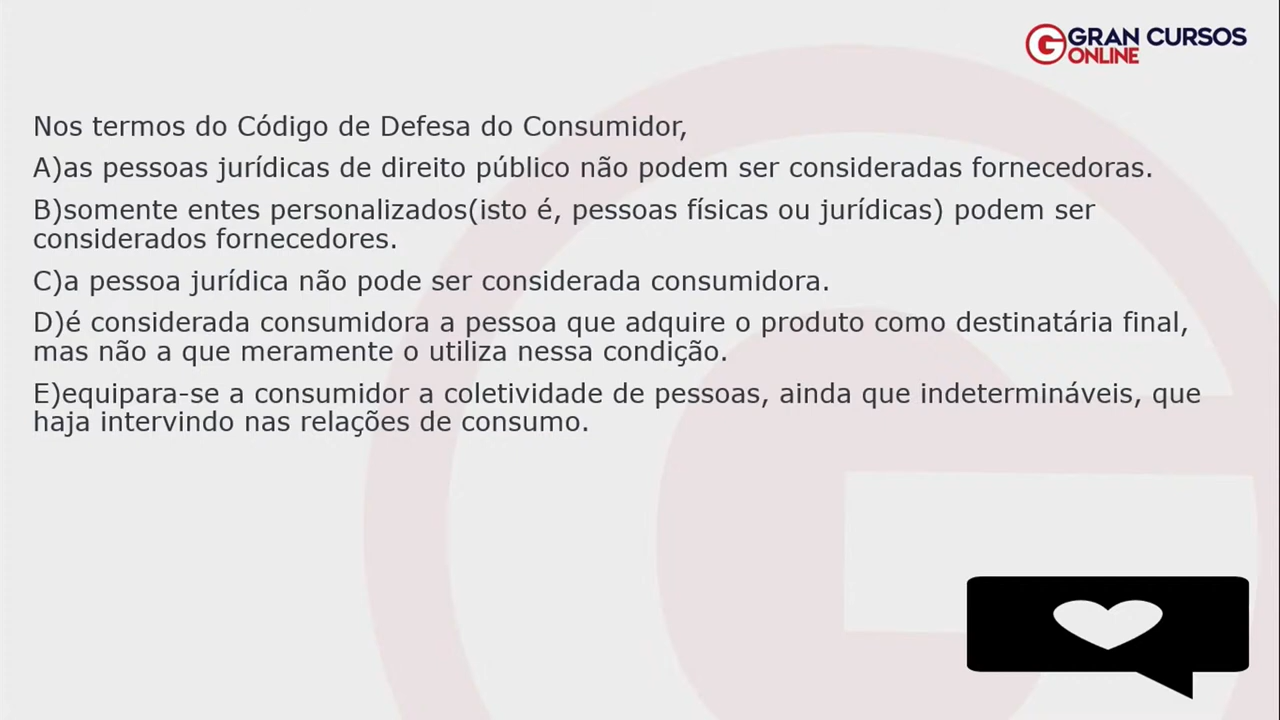 GRAN CURSOS
ONLINE
Nos termos do Código de Defesa do Consumidor,
A)as pessoas jurídicas de direito público não podem ser consideradas fornecedoras.
B)somente entes personalizados(isto é, pessoas físicas ou jurídicas) podem ser
considerados fornecedores.
C)a pessoa jurídica não pode ser considerada consumidora.
D)é considerada consumidora a pessoa que adquire o produto como destinatária final,
mas não a que meramente o utiliza nessa condição.
E)equipara-se a consumidor a coletividade de pessoas, ainda que indetermináveis, que
haja intervindo nas relações de consumo.